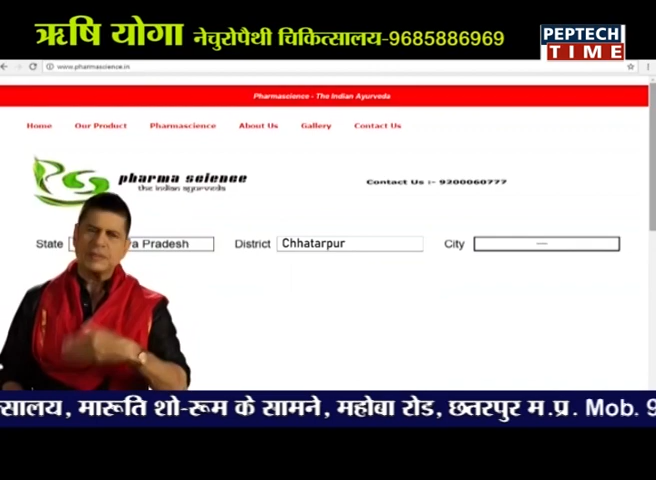 ऋषि योगा नेचुरोपैथी चिकित्सालय-9685886969
PEPTECH
TIME
www.pharmascience.in
Pharmascience - The Indian Ayurveda
Home Our Product Pharmascience About Us Gallery Contact Us
pharma science
the indian ayurveda
Contact Us :- 9200060777
State a Pradesh District Chhatarpur City
सालय, मारूति शो-रूम के सामने, महोबा रोड, छतरपुर म.प्र. Mob. 9